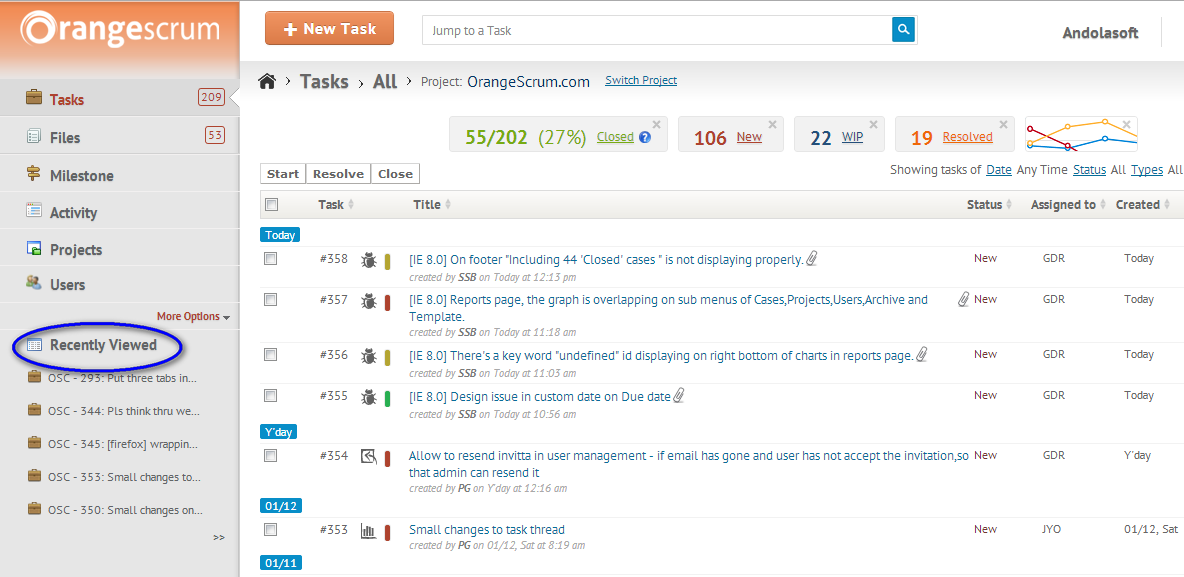 Orangescrum
+ New Task
Jump to a Task
Andolasoft
Tasks 209
Files 53
Milestone
Activity
Projects
Users
More Options
Recently Viewed
OSC - 293: Put three tabs in...
OSC - 344: Pls think thru we...
OSC - 345: [firefox] wrappin...
OSC - 353: Small changes to...
OSC - 350: Small changes on...
>>
› Tasks › All › Project: OrangeScrum.com Switch Project
55/202 (27%) Closed ? 106 New 22 WIP 19 Resolved
Showing tasks of Date Any Time Status All Types All
Start Resolve Close
Task Title Status Assigned to Created
Today
#358 [IE 8.0] On footer "Including 44 'Closed' cases " is not displaying properly. New GDR Today
created by SSB on Today at 12:13 pm
#357 [IE 8.0] Reports page, the graph is overlapping on sub menus of Cases,Projects,Users,Archive and New GDR Today
Template.
created by SSB on Today at 11:18 am
#356 [IE 8.0] There's a key word "undefined" id displaying on right bottom of charts in reports page. New GDR Today
created by SSB on Today at 11:03 am
#355 [IE 8.0] Design issue in custom date on Due date New GDR Today
created by SSB on Today at 10:56 am
Y'day
#354 Allow to resend invitta in user management - if email has gone and user has not accept the invitation,so New GDR Y'day
that admin can resend it
created by PG on Y'day at 12:16 am
01/12
#353 Small changes to task thread New JYO 01/12, Sat
created by PG on 01/12, Sat at 8:19 am
01/11